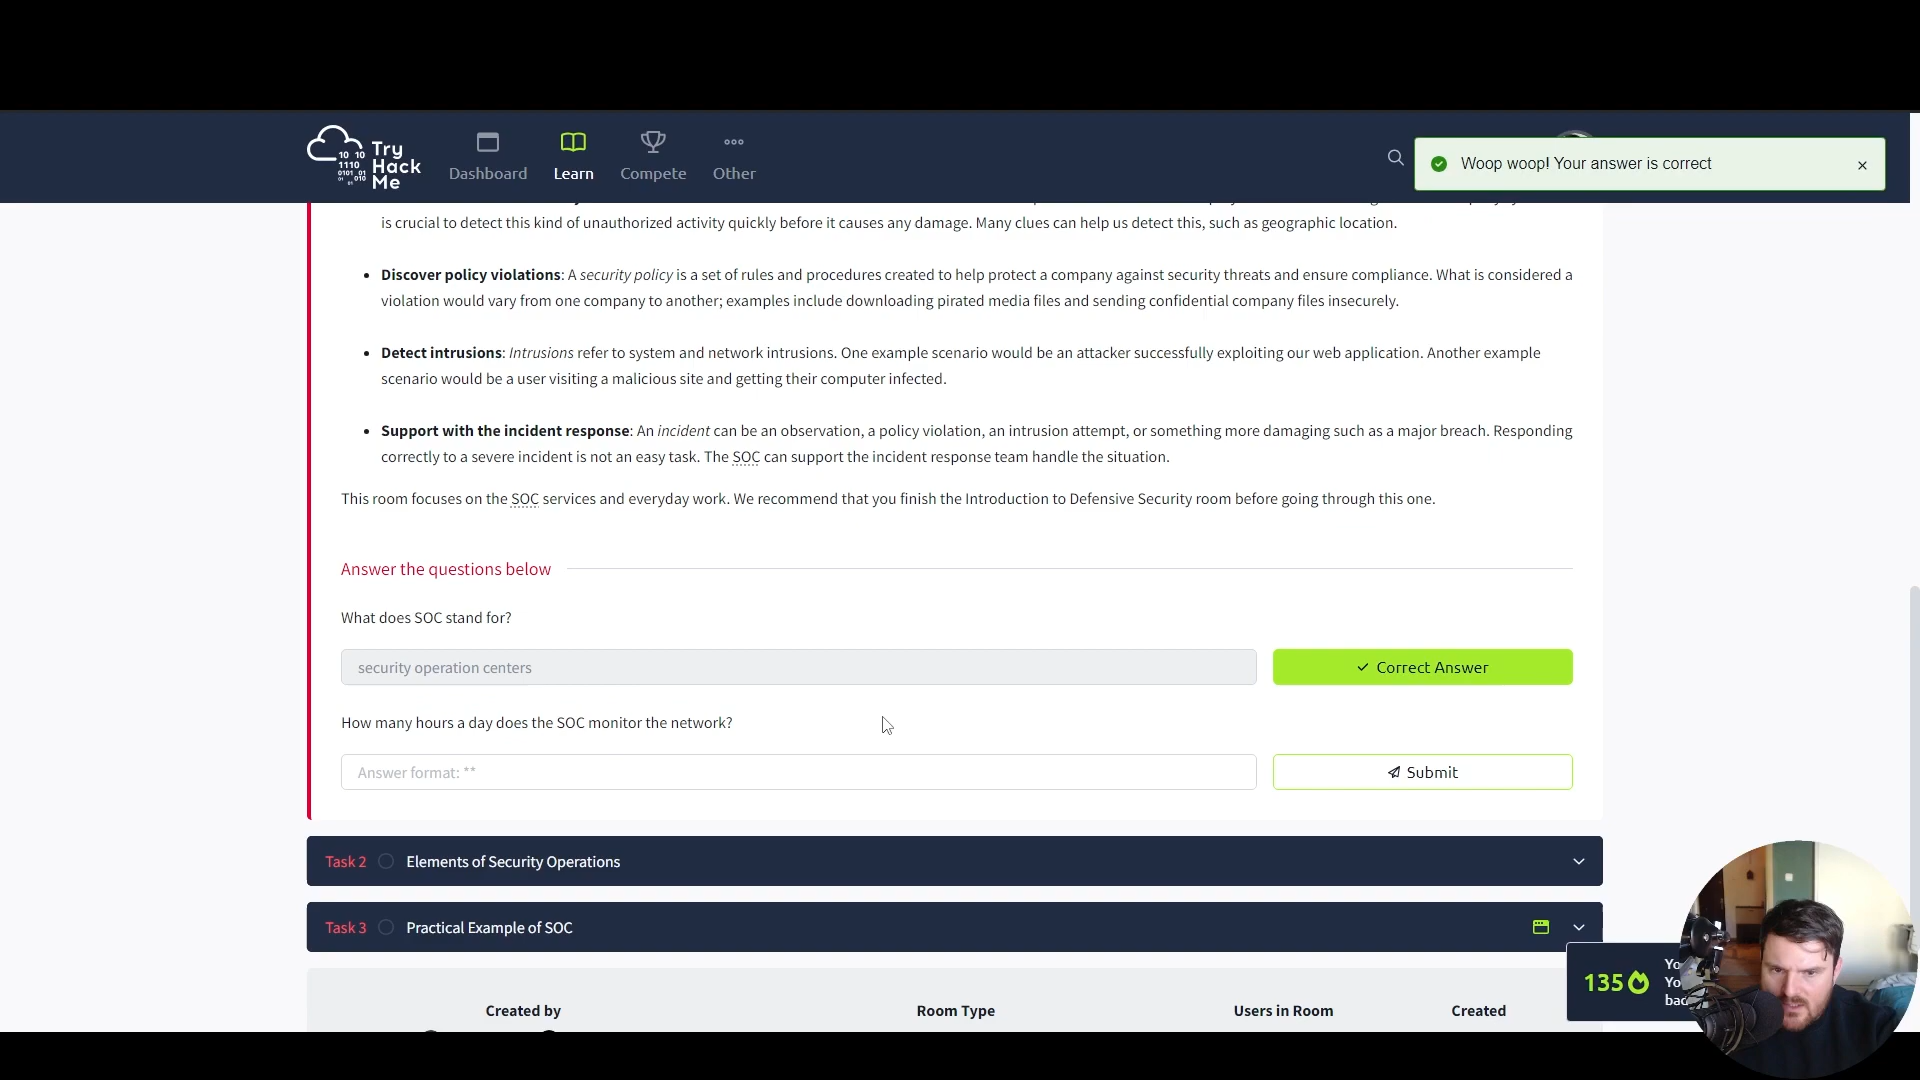 Try
Hack
Me
10 10
1110
0101 01
01 010
Dashboard
Learn
Compete
Other
Woop woop! Your answer is correct
is crucial to detect this kind of unauthorized activity quickly before it causes any damage. Many clues can help us detect this, such as geographic location.
Discover policy violations: A security policy is a set of rules and procedures created to help protect a company against security threats and ensure compliance. What is considered a
violation would vary from one company to another; examples include downloading pirated media files and sending confidential company files insecurely.
Detect intrusions: Intrusions refer to system and network intrusions. One example scenario would be an attacker successfully exploiting our web application. Another example
scenario would be a user visiting a malicious site and getting their computer infected.
Support with the incident response: An incident can be an observation, a policy violation, an intrusion attempt, or something more damaging such as a major breach. Responding
correctly to a severe incident is not an easy task. The SOC can support the incident response team handle the situation.
This room focuses on the SOC services and everyday work. We recommend that you finish the Introduction to Defensive Security room before going through this one.
Answer the questions below
What does SOC stand for?
security operation centers
Correct Answer
How many hours a day does the SOC monitor the network?
Answer format: **
Submit
Task 2 Elements of Security Operations
Task 3 Practical Example of SOC
135
Created by
Room Type
Users in Room
Created